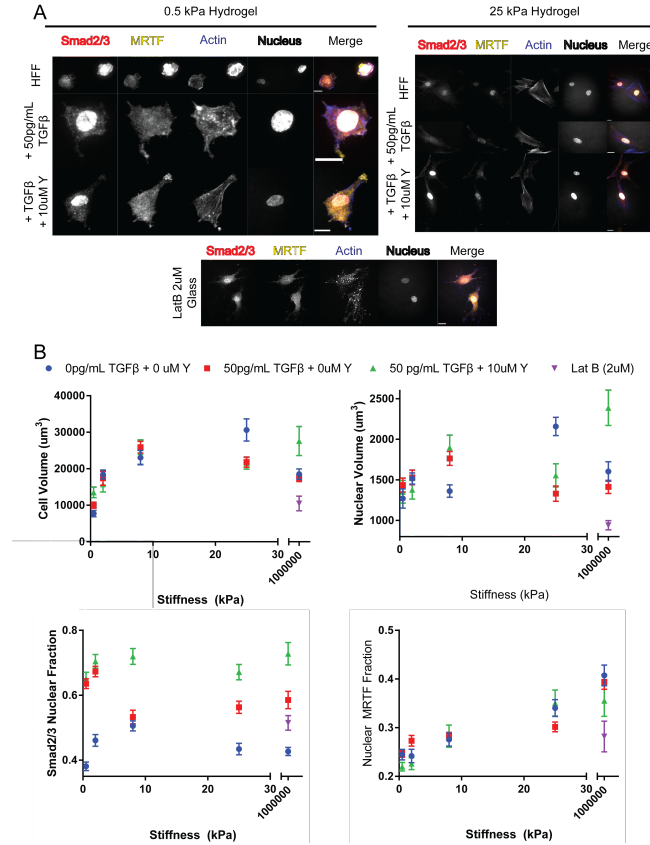 A
0.5 kPa Hydrogel
25 kPa Hydrogel
Smad2/3 MRTF Actin Nucleus Merge
Smad2/3 MRTF Actin Nucleus Merge
HFF
+ 50pg/mL
TGFβ
+ TGFβ
+ 10uM Y
HFF
+ 50pg/mL
TGFβ
+ TGFβ
+ 10uM Y
Smad2/3 MRTF Actin Nucleus Merge
LatB 2uM
Glass
B
0pg/mL TGFβ + 0 uM Y
50pg/mL TGFβ + 0uM Y
50 pg/mL TGFβ + 10uM Y
Lat B (2uM)
Cell Volume (um³)
40000
30000
20000
10000
0
0 10 20 30 1000000
Stiffness (kPa)
Nuclear Volume (um³)
2500
2000
1500
1000
0 10 20 30 1000000
Stiffness (kPa)
Smad2/3 Nuclear Fraction
0.8
0.6
0.4
0 10 20 30 1000000
Stiffness (kPa)
Nuclear MRTF Fraction
0.5
0.4
0.3
0.2
0 10 20 30 1000000
Stiffness (kPa)